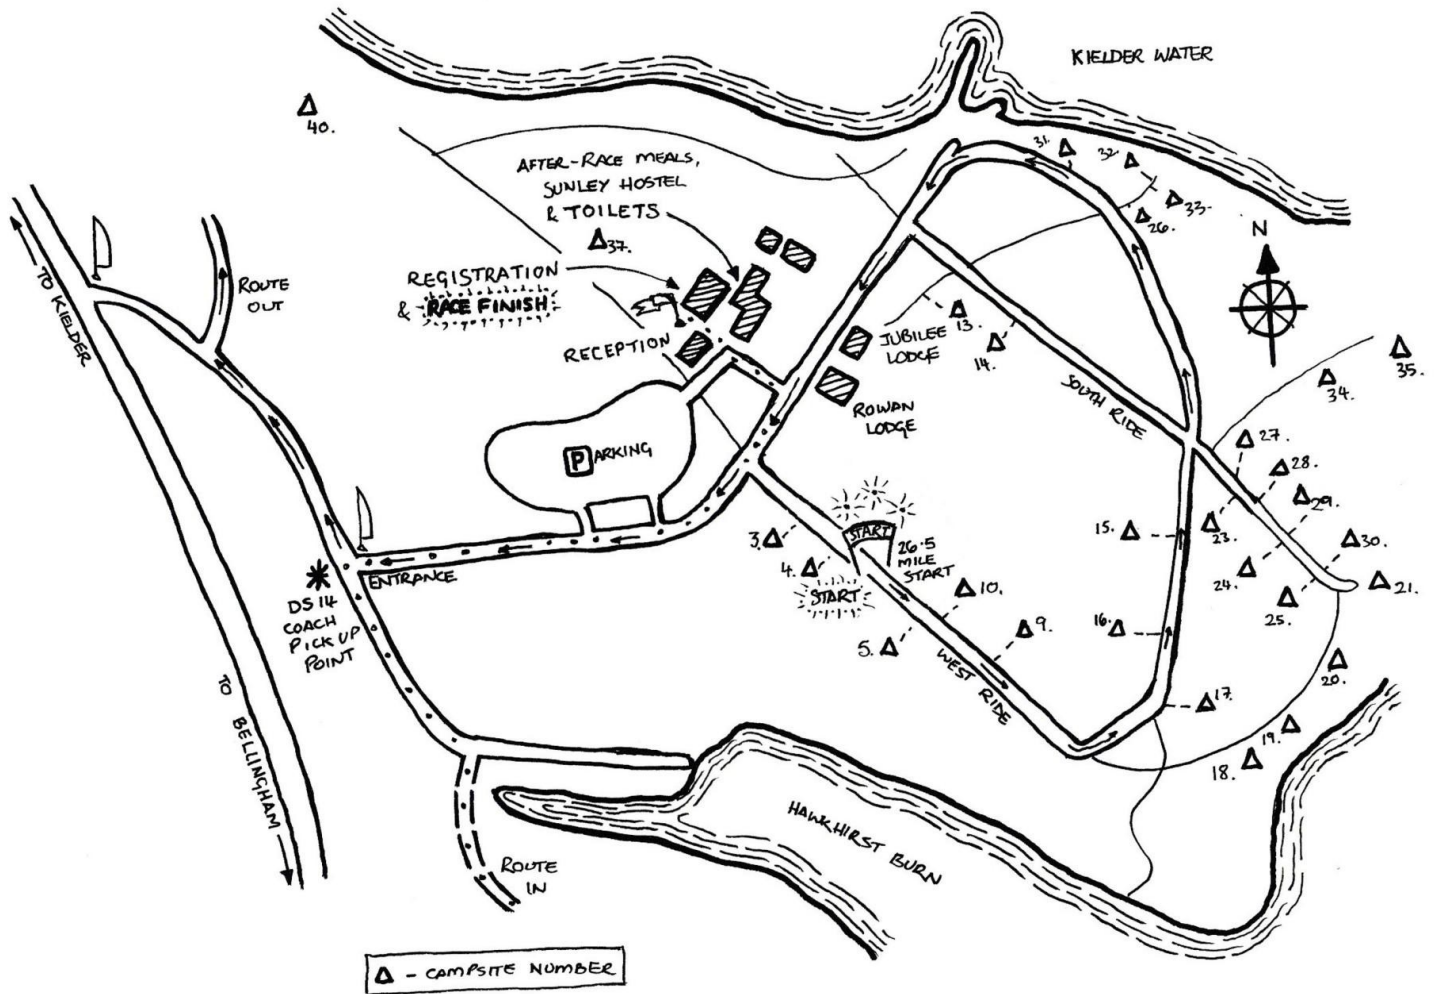 KIELDER WATER
40.
AFTER-RACE MEALS,
SUNLEY HOSTEL
& TOILETS
37.
REGISTRATION
& RACE FINISH
RECEPTION
31.
32.
33.
26.
N
TO KIELDER
ROUTE
OUT
13.
14.
JUBILEE
LODGE
ROWAN
LODGE
SOUTH RIDE
35.
34.
27.
28.
29.
30.
21.
23.
24.
25.
20.
19.
18.
P ARKING
START
26.5
MILE
START
START
3.
4.
5.
10.
9.
15.
16.
17.
WEST RIDE
ENTRANCE
DS14
COACH
PICK UP
POINT
TO BELLINGHAM
HAWKHIRST BURN
ROUTE
IN
- CAMPSITE NUMBER